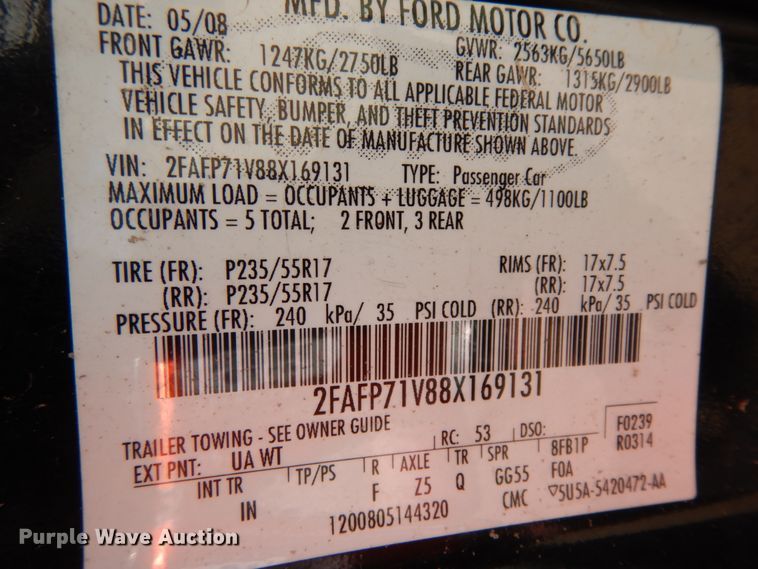 MFD. BY FORD MOTOR CO.
DATE: 05/08
GVWR: 2563KG/5650LB
FRONT GAWR: 1247KG/2750LB
REAR GAWR: 1315KG/2900LB
THIS VEHICLE CONFORMS TO ALL APPLICABLE FEDERAL MOTOR
VEHICLE SAFETY, BUMPER, AND THEFT PREVENTION STANDARDS
IN EFFECT ON THE DATE OF MANUFACTURE SHOWN ABOVE.
VIN: 2FAFP71V88X169131 TYPE: Passenger Car
MAXIMUM LOAD = OCCUPANTS + LUGGAGE = 498KG/1100LB
OCCUPANTS = 5 TOTAL; 2 FRONT, 3 REAR
TIRE (FR): P235/55R17 RIMS (FR): 17x7.5
(RR): P235/55R17 (RR): 17x7.5
PRESSURE (FR): 240 kPa/ 35 PSI COLD (RR): 240 kPa/ 35 PSI COLD
2FAFP71V88X169131
TRAILER TOWING - SEE OWNER GUIDE
RC: 53 DSO: F0239
EXT PNT: UA WT 8FB1P R0314
INT TR TP/PS R AXLE TR SPR F0A
IN F Z5 Q GG55
CMC ▽5U5A-5420472-AA
1200805144320
Purple Wave Auction